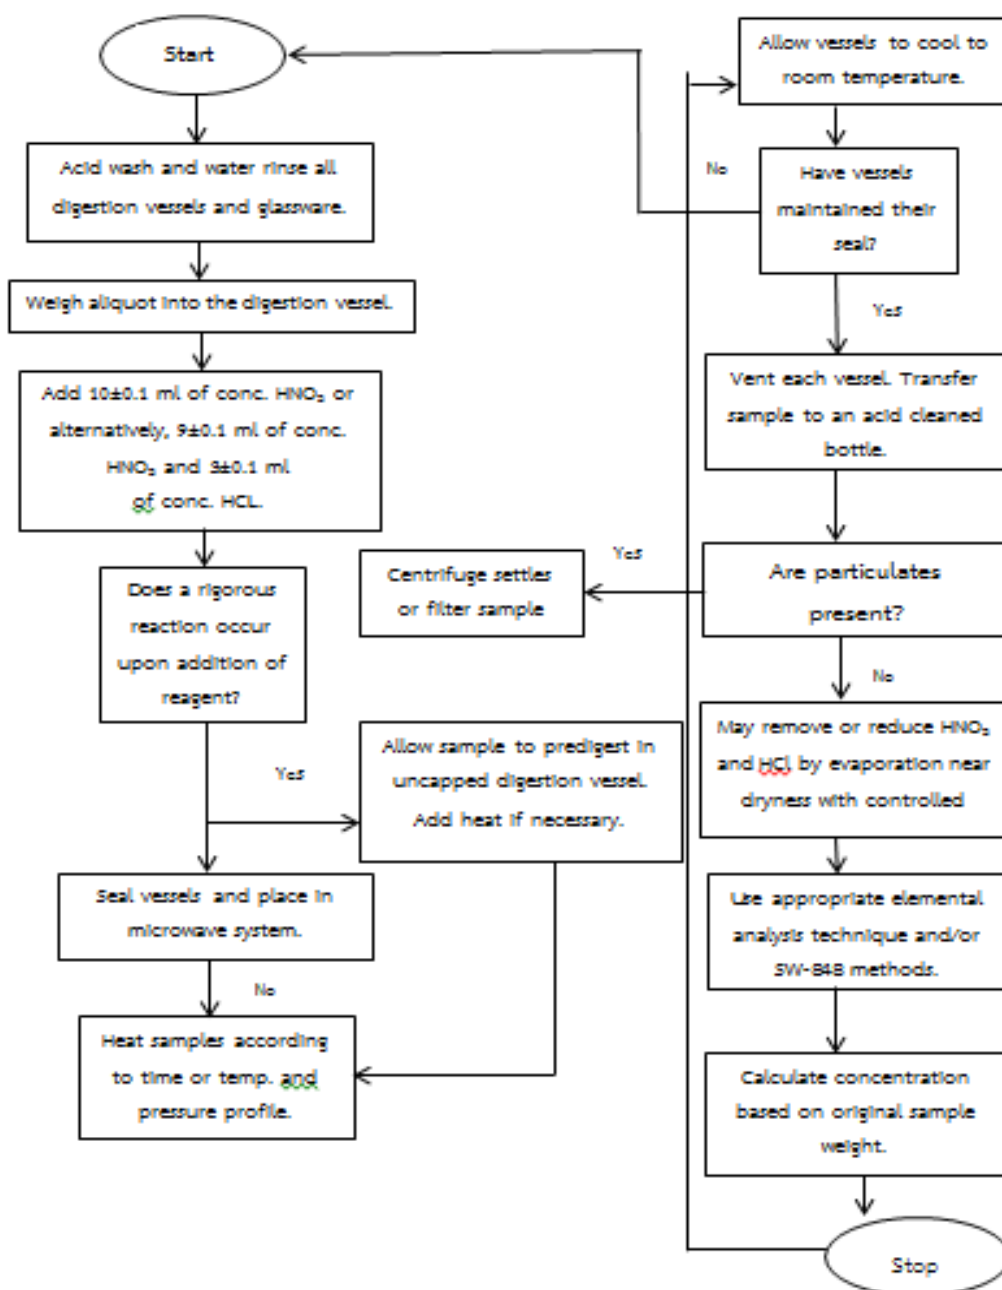 Start
Acid wash and water rinse all
digestion vessels and glassware.
Weigh aliquot into the digestion vessel.
Add 10±0.1 ml of conc. HNO₃ or
alternatively, 9±0.1 ml of conc.
HNO₃ and 3±0.1 ml
of conc. HCL.
Does a rigorous
reaction occur
upon addition of
reagent?
Yes
Allow sample to predigest in
uncapped digestion vessel.
Add heat if necessary.
Seal vessels and place in
microwave system.
No
Heat samples according
to time or temp. and
pressure profile.
Allow vessels to cool to
room temperature.
Have vessels
maintained their
seal?
No
Yes
Vent each vessel. Transfer
sample to an acid cleaned
bottle.
Are particulates
present?
Yes
Centrifuge settles
or filter sample
No
May remove or reduce HNO₃
and HCl by evaporation near
dryness with controlled
Use appropriate elemental
analysis technique and/or
SW-848 methods.
Calculate concentration
based on original sample
weight.
Stop